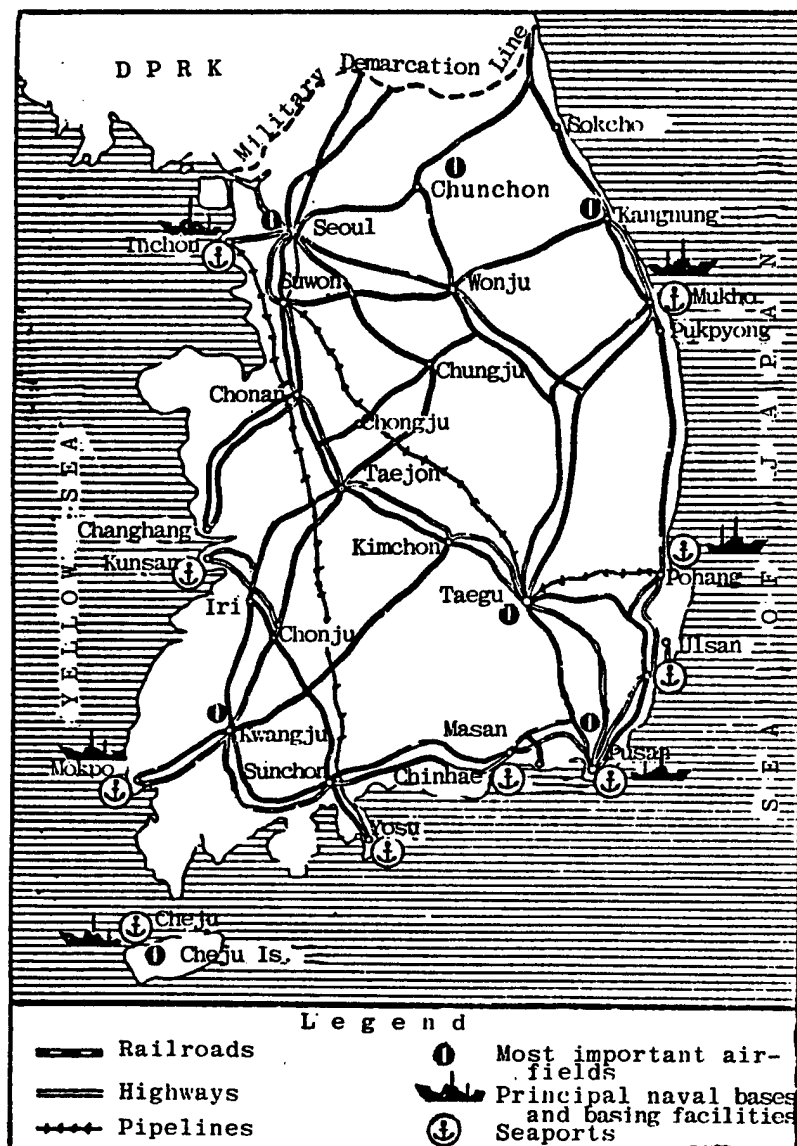 DPRK
Military Demarcation Line
Sokcho
Chunchon
Seoul
Kangnung
Inchon
Suwon
Wonju
Mukho
Pukpyong
Chungju
Chonan
Chongju
Taejon
Changhang
Kunsan
Kimchon
Pohang
Iri
Taegu
Chonju
Ulsan
Kwangju
Masan
Mokpo
Sunchon
Chinhae
Pusan
Yosu
Cheju
Cheju Is.
YELLOW SEA
SEA OF JAPAN
Legend
Railroads
Highways
Pipelines
Most important air-
fields
Principal naval bases
and basing facilities
Seaports